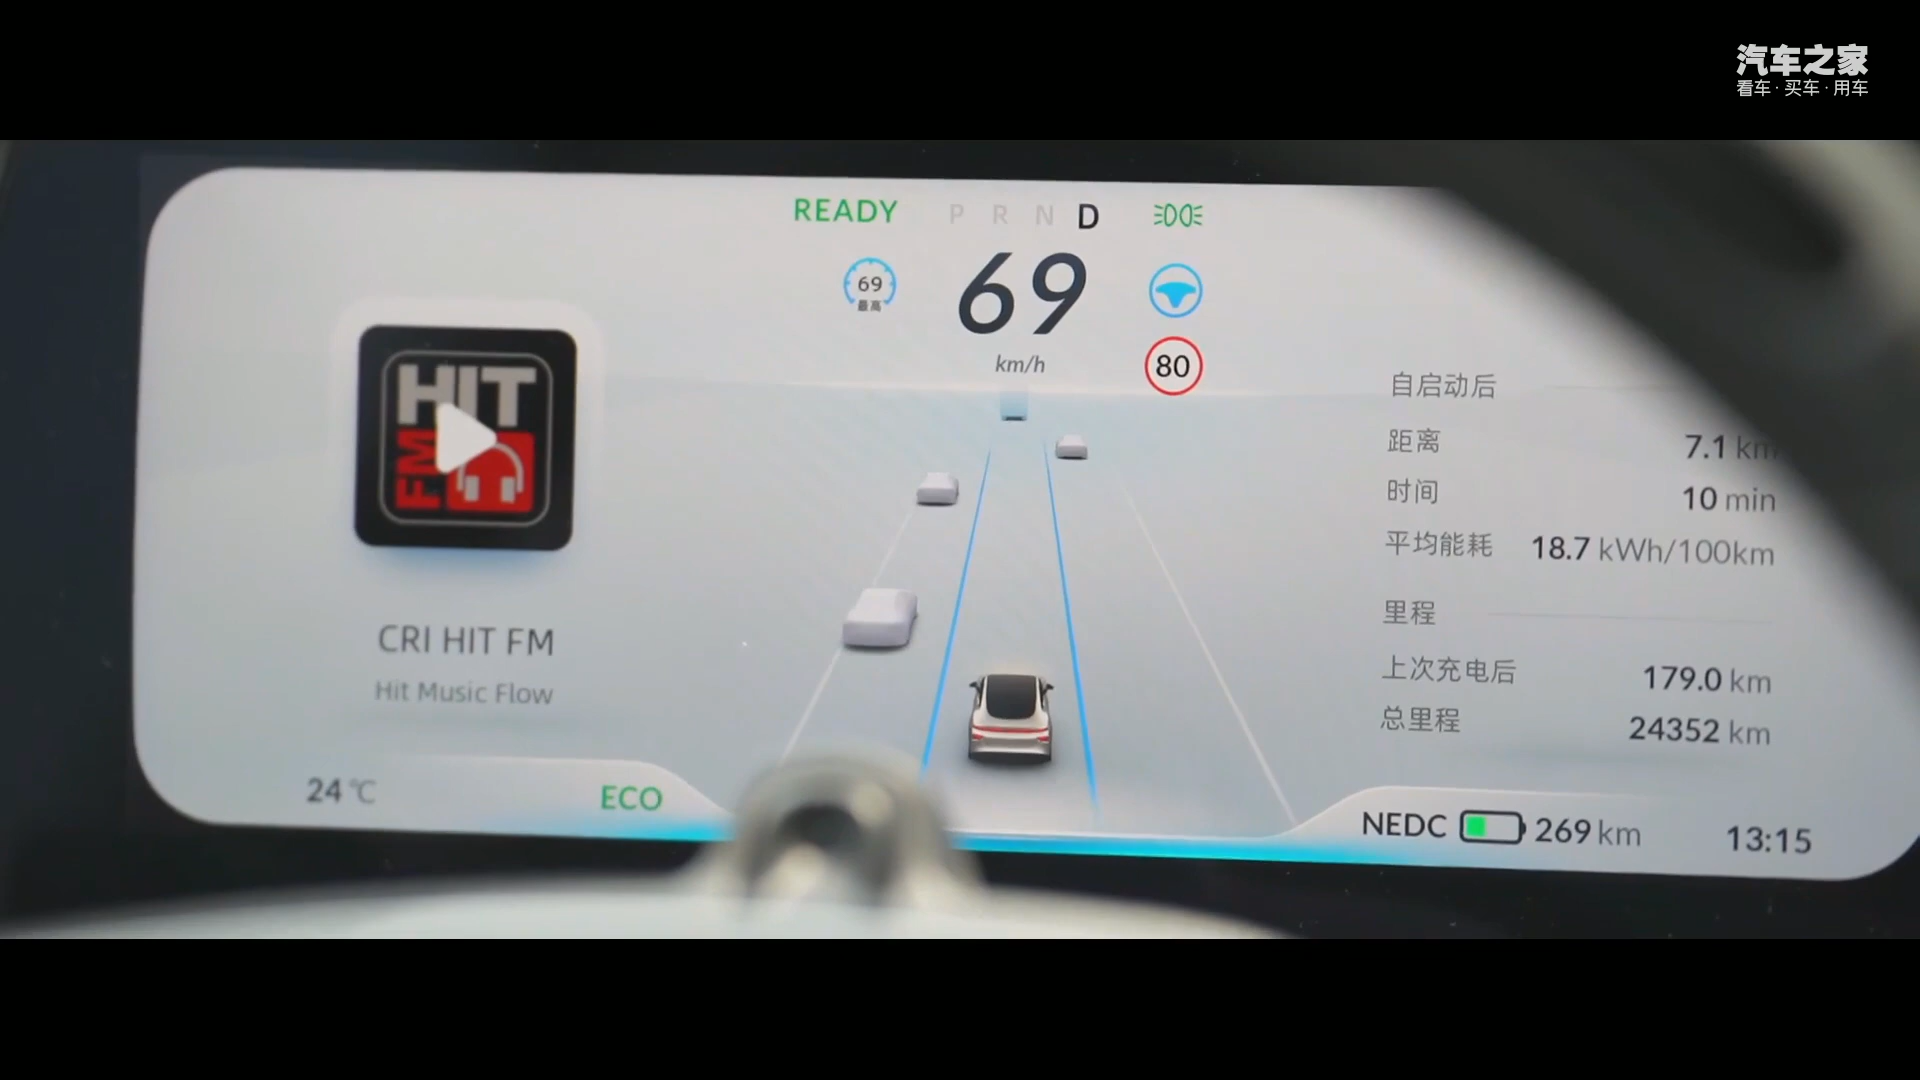 汽车之家
看车·买车·用车
READY P R N D
69
最高
69
km/h
80
HIT
FM
CRI HIT FM
Hit Music Flow
自启动后
距离 7.1 km
时间 10 min
平均能耗 18.7 kWh/100km
里程
上次充电后 179.0 km
总里程 24352 km
24℃
ECO
NEDC 269 km
13:15